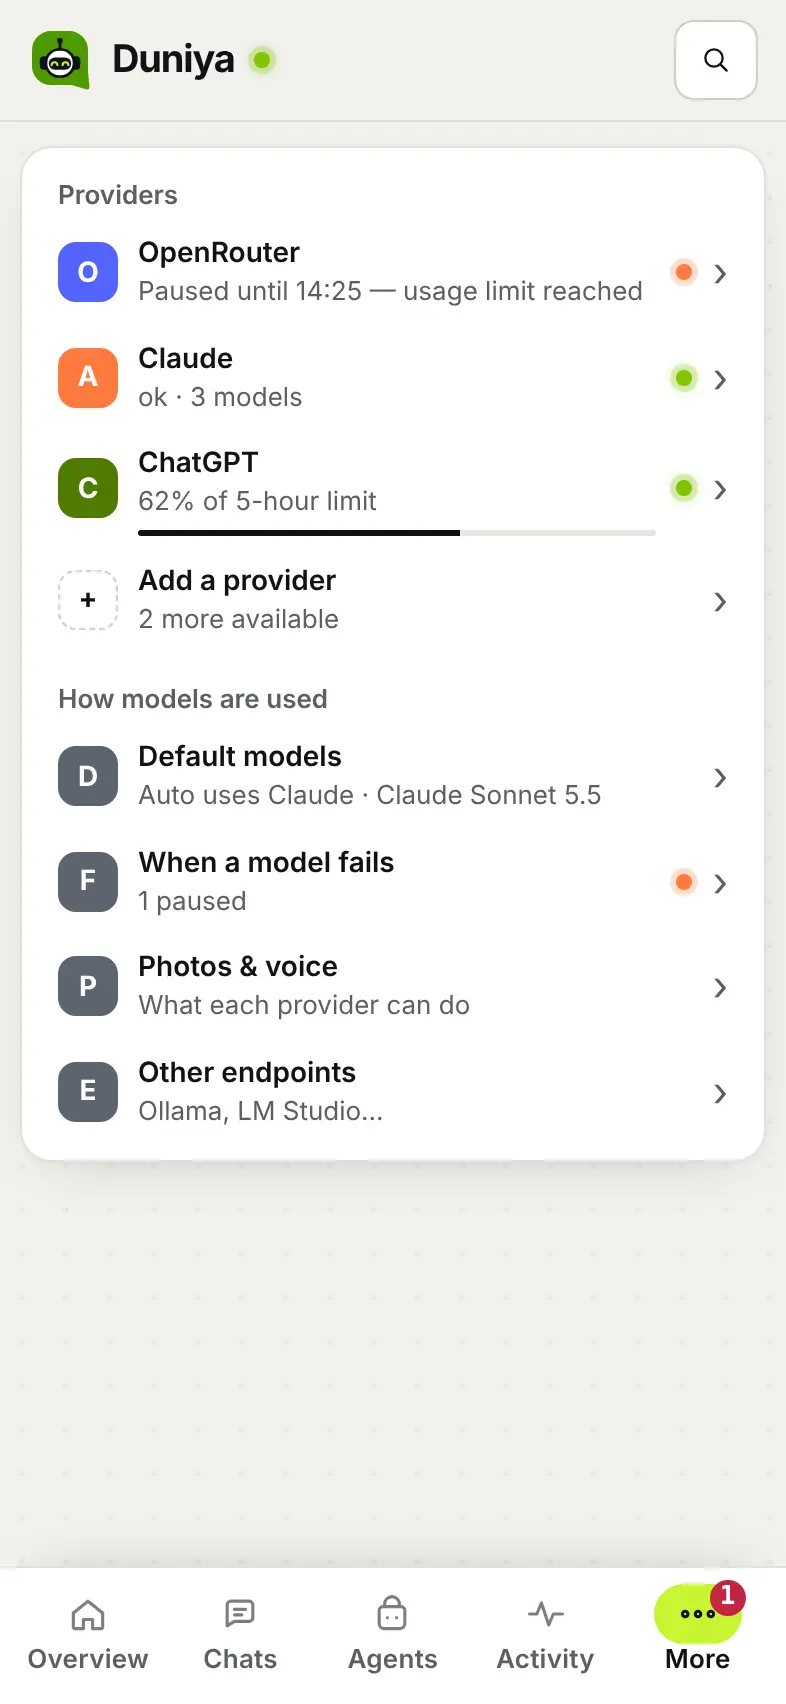 Duniya
Providers
O
OpenRouter
Paused until 14:25 — usage limit reached
A
Claude
ok · 3 models
C
ChatGPT
62% of 5-hour limit
+
Add a provider
2 more available
How models are used
D
Default models
Auto uses Claude · Claude Sonnet 5.5
F
When a model fails
1 paused
P
Photos & voice
What each provider can do
E
Other endpoints
Ollama, LM Studio...
1
Overview
Chats
Agents
Activity
More